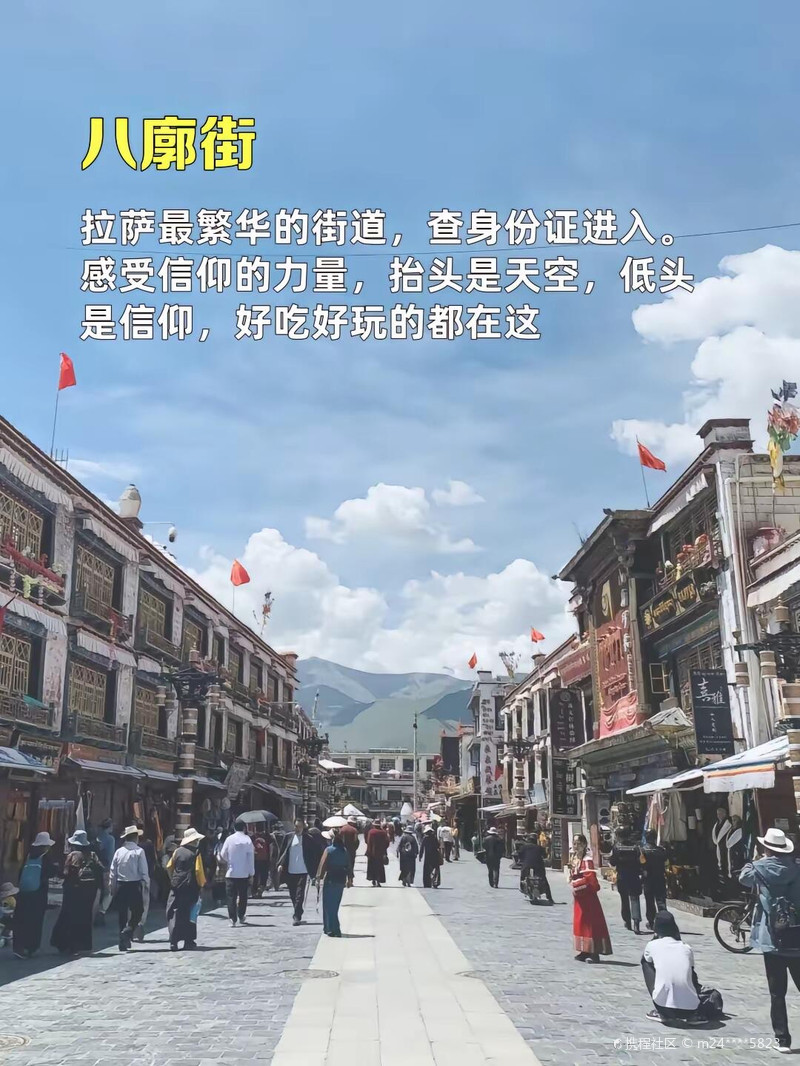 八廓街
拉萨最繁华的街道，查身份证进入。
感受信仰的力量，抬头是天空，低头
是信仰，好吃好玩的都在这
携程社区 © m24****5823